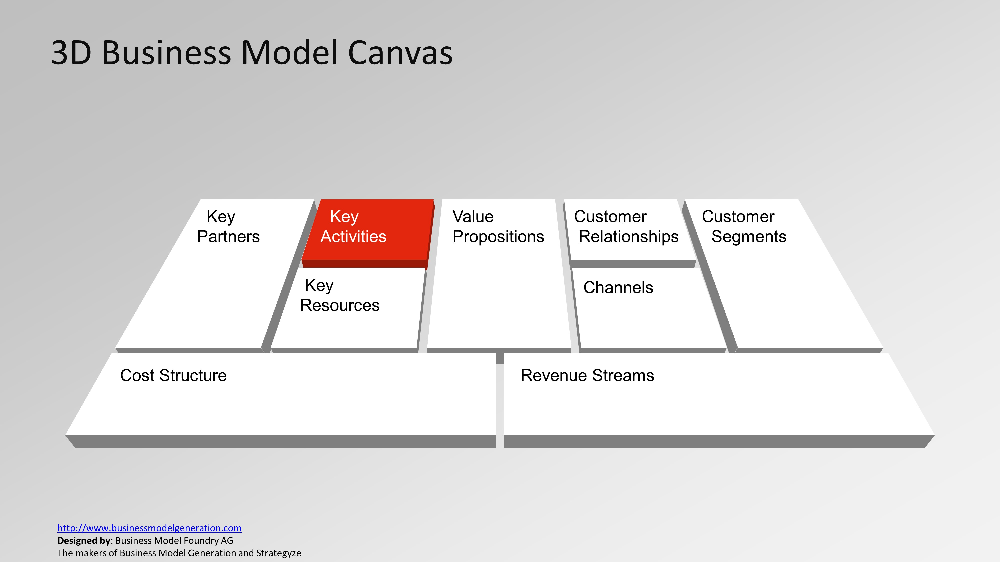 3D Business Model Canvas
Key
Partners
Key
Activities
Key
Resources
Value
Propositions
Customer
Relationships
Channels
Customer
Segments
Cost Structure
Revenue Streams
http://www.businessmodelgeneration.com
Designed by: Business Model Foundry AG
The makers of Business Model Generation and Strategyze